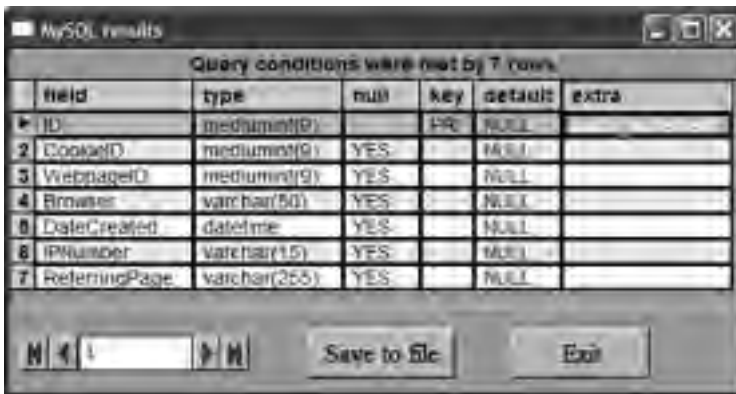 MySQL results
Query conditions were met by 7 rows
field type null key default extra
ID mediumint(9) PRI NULL
2 CookieID mediumint(9) YES NULL
3 WebpageID mediumint(9) YES NULL
4 Browser varchar(50) YES NULL
5 DateCreated datetime YES NULL
6 IPNumber varchar(15) YES NULL
7 ReferringPage varchar(255) YES NULL
1 Save to file Exit